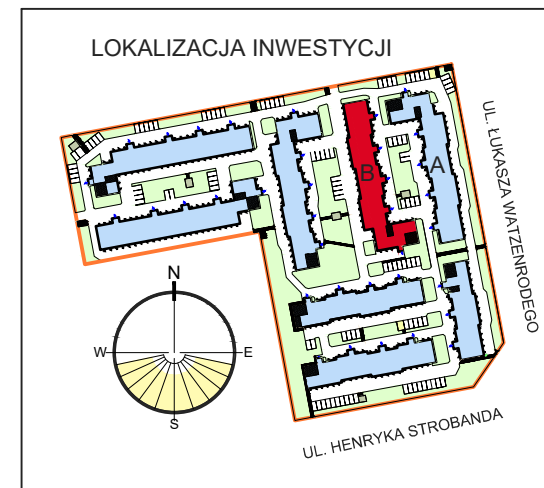 LOKALIZACJA INWESTYCJI
UL. ŁUKASZA WATZENRODEGO
B
A
N
W
E
S
UL. HENRYKA STROBANDA